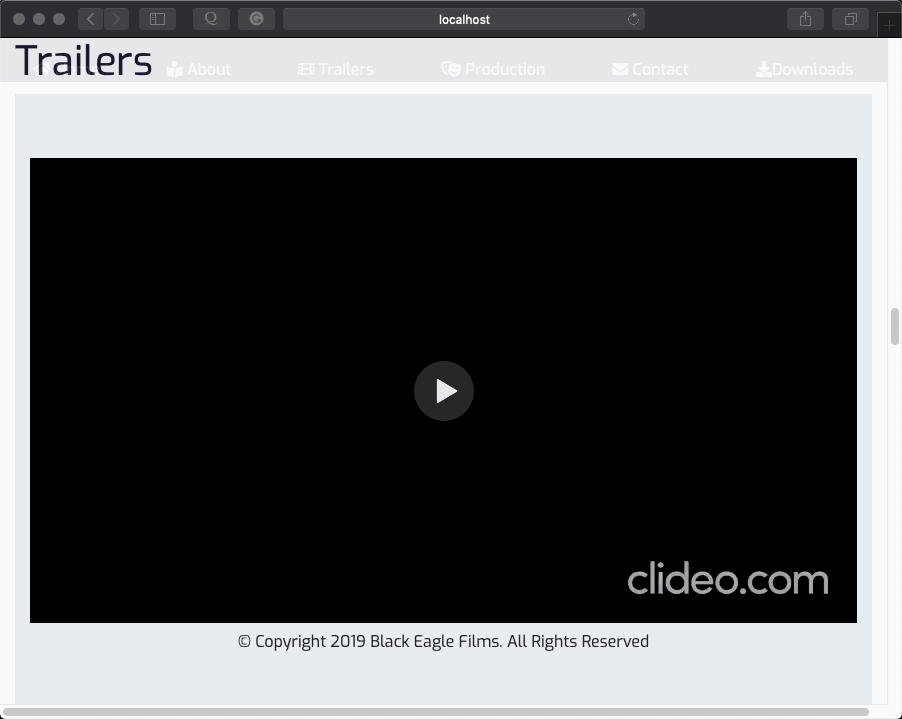 localhost
Trailers
About
Trailers
Production
Contact
Downloads
clideo.com
© Copyright 2019 Black Eagle Films. All Rights Reserved